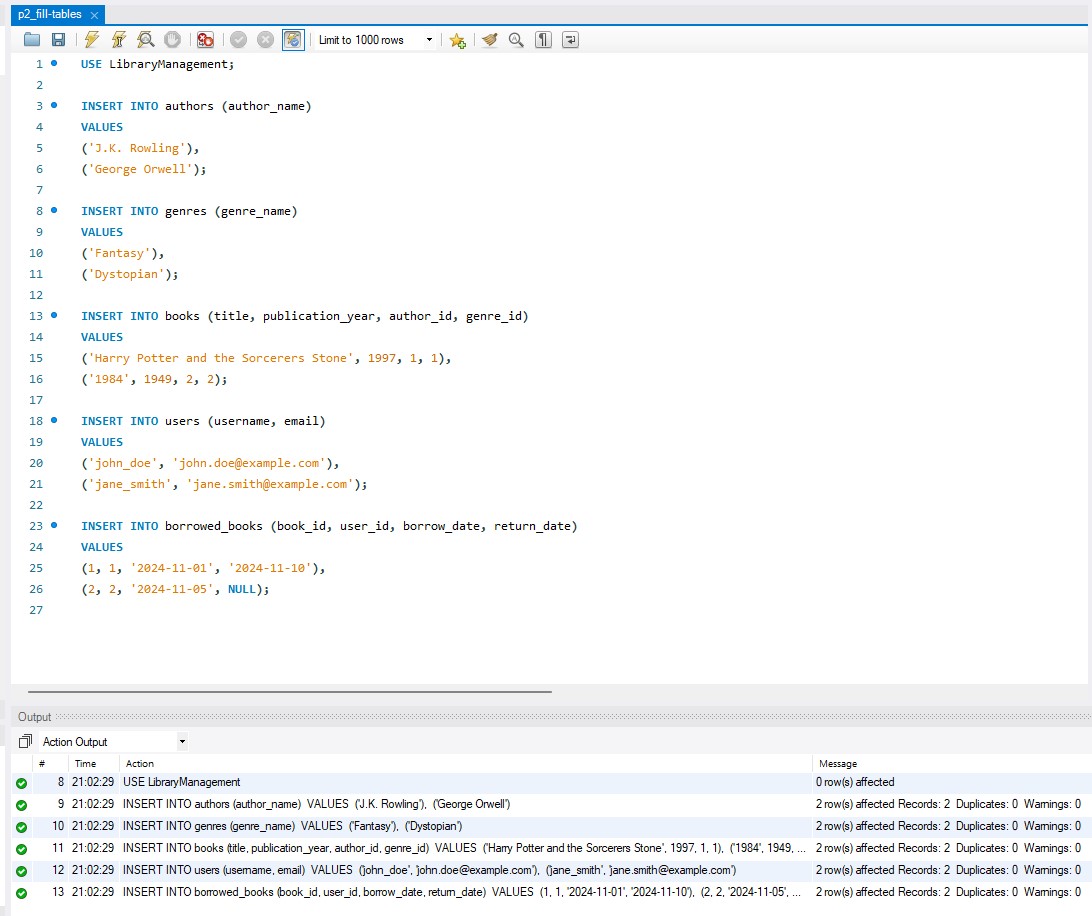 p2_fill-tables
Limit to 1000 rows
1 USE LibraryManagement;
2
3 INSERT INTO authors (author_name)
4 VALUES
5 ('J.K. Rowling'),
6 ('George Orwell');
7
8 INSERT INTO genres (genre_name)
9 VALUES
10 ('Fantasy'),
11 ('Dystopian');
12
13 INSERT INTO books (title, publication_year, author_id, genre_id)
14 VALUES
15 ('Harry Potter and the Sorcerers Stone', 1997, 1, 1),
16 ('1984', 1949, 2, 2);
17
18 INSERT INTO users (username, email)
19 VALUES
20 ('john_doe', 'john.doe@example.com'),
21 ('jane_smith', 'jane.smith@example.com');
22
23 INSERT INTO borrowed_books (book_id, user_id, borrow_date, return_date)
24 VALUES
25 (1, 1, '2024-11-01', '2024-11-10'),
26 (2, 2, '2024-11-05', NULL);
27
Output
Action Output
# Time Action Message
8 21:02:29 USE LibraryManagement 0 row(s) affected
9 21:02:29 INSERT INTO authors (author_name) VALUES ('J.K. Rowling'), ('George Orwell') 2 row(s) affected Records: 2 Duplicates: 0 Warnings: 0
10 21:02:29 INSERT INTO genres (genre_name) VALUES ('Fantasy'), ('Dystopian') 2 row(s) affected Records: 2 Duplicates: 0 Warnings: 0
11 21:02:29 INSERT INTO books (title, publication_year, author_id, genre_id) VALUES ('Harry Potter and the Sorcerers Stone', 1997, 1, 1), ('1984', 1949, ... 2 row(s) affected Records: 2 Duplicates: 0 Warnings: 0
12 21:02:29 INSERT INTO users (username, email) VALUES ('john_doe', 'john.doe@example.com'), ('jane_smith', 'jane.smith@example.com') 2 row(s) affected Records: 2 Duplicates: 0 Warnings: 0
13 21:02:29 INSERT INTO borrowed_books (book_id, user_id, borrow_date, return_date) VALUES (1, 1, '2024-11-01', '2024-11-10'), (2, 2, '2024-11-05', ... 2 row(s) affected Records: 2 Duplicates: 0 Warnings: 0